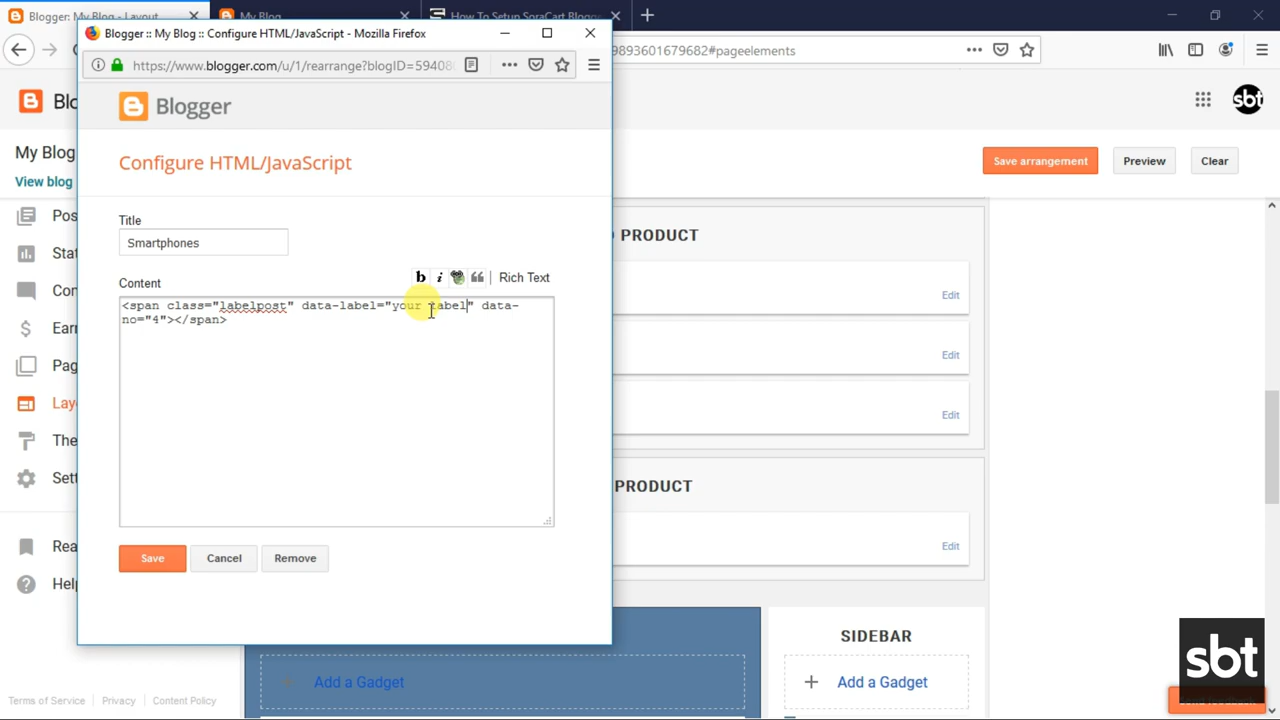 Blogger: My Blog - Layout
My Blog
How To Setup SoraCart Blogge
Blogger :: My Blog :: Configure HTML/JavaScript - Mozilla Firefox
https://www.blogger.com/u/1/rearrange?blogID=59408
9893601679682#pageelements
Blogger
Blo
sbt
Configure HTML/JavaScript
My Blog
View blog
Save arrangement
Preview
Clear
Title
Smartphones
Content
b i Rich Text
<span class="labelpost" data-label="your label" data-
no="4"></span>
Pos
Stat
Con
Earn
Pag
Lay
The
Sett
Rea
Help
PRODUCT
Edit
Edit
Edit
PRODUCT
Edit
Save
Cancel
Remove
SIDEBAR
Add a Gadget
Add a Gadget
Terms of Service
Privacy
Content Policy
sbt